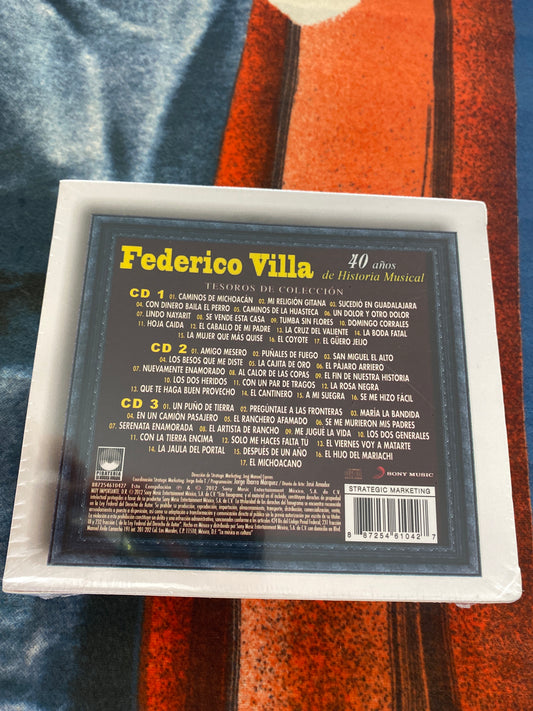 Federico Villa 40 años
de Historia Musical
TESOROS DE COLECCIÓN
CD 1 01. CAMINOS DE MICHOACÁN 02. MI RELIGIÓN GITANA 03. SUCEDIÓ EN GUADALAJARA
04. CON DINERO BAILA EL PERRO 05. CAMINOS DE LA HUASTECA 06. UN DOLOR Y OTRO DOLOR
07. LINDO NAYARIT 08. SE VENDE ESTA CASA 09. TUMBA SIN FLORES 10. DOMINGO CORRALES
11. HOJA CAIDA 12. EL CABALLO DE MI PADRE 13. LA CRUZ DEL VALIENTE 14. LA BODA FATAL
15. LA MUJER QUE MAS QUISE 16. EL COYOTE 17. EL GÜERO JEIJO
CD 2 01. AMIGO MESERO 02. PUÑALES DE FUEGO 03. SAN MIGUEL EL ALTO
04. LOS BESOS QUE ME DISTE 05. LA CAJITA DE ORO 06. EL PAJARO ARRIERO
07. NUEVAMENTE ENAMORADO 08. AL CALOR DE LAS COPAS 09. EL FIN DE NUESTRA HISTORIA
10. LOS DOS HERIDOS 11. CON UN PAR DE TRAGOS 12. LA ROSA NEGRA
13. QUE TE HAGA BUEN PROVECHO 14. EL CANTINERO 15. A MI SUEGRA 16. SE ME HIZO FÁCIL
CD 3 01. UN PUÑO DE TIERRA 02. PREGÚNTALE A LAS FRONTERAS 03. MARÍA LA BANDIDA
04. EN UN CAMIÓN PASAJERO 05. EL RANCHERO AFAMADO 06. SE ME MURIERON MIS PADRES
07. SERENATA ENAMORADA 08. EL ARTISTA DE RANCHO 09. ME JUGUE LA VIDA 10. LOS DOS GENERALES
11. CON LA TIERRA ENCIMA 12. SOLO ME HACES FALTA TU 13. EL VIERNES VOY A MATARTE
14. LA JAULA DEL PORTAL 15. DESPUES DE UN AÑO 16. EL HIJO DEL MARIACHI
17. EL MICHOACANO
SONY MUSIC
STRATEGIC MARKETING
88725461042
8 87254 61042 7